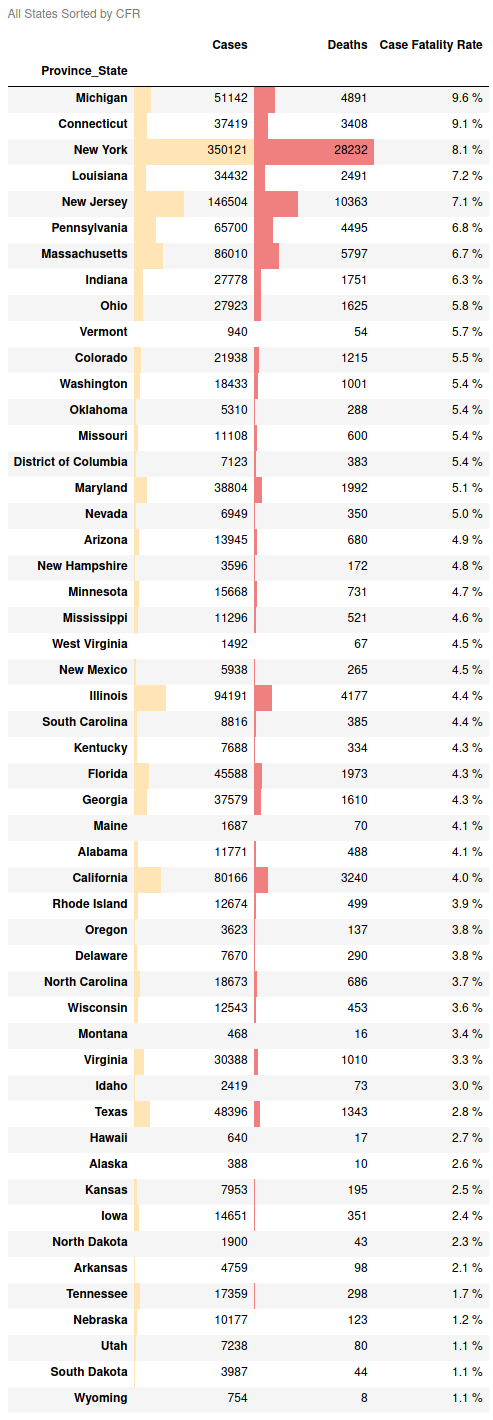 All States Sorted by CFR
Cases Deaths Case Fatality Rate
Province_State
Michigan 51142 4891 9.6 %
Connecticut 37419 3408 9.1 %
New York 350121 28232 8.1 %
Louisiana 34432 2491 7.2 %
New Jersey 146504 10363 7.1 %
Pennsylvania 65700 4495 6.8 %
Massachusetts 86010 5797 6.7 %
Indiana 27778 1751 6.3 %
Ohio 27923 1625 5.8 %
Vermont 940 54 5.7 %
Colorado 21938 1215 5.5 %
Washington 18433 1001 5.4 %
Oklahoma 5310 288 5.4 %
Missouri 11108 600 5.4 %
District of Columbia 7123 383 5.4 %
Maryland 38804 1992 5.1 %
Nevada 6949 350 5.0 %
Arizona 13945 680 4.9 %
New Hampshire 3596 172 4.8 %
Minnesota 15668 731 4.7 %
Mississippi 11296 521 4.6 %
West Virginia 1492 67 4.5 %
New Mexico 5938 265 4.5 %
Illinois 94191 4177 4.4 %
South Carolina 8816 385 4.4 %
Kentucky 7688 334 4.3 %
Florida 45588 1973 4.3 %
Georgia 37579 1610 4.3 %
Maine 1687 70 4.1 %
Alabama 11771 488 4.1 %
California 80166 3240 4.0 %
Rhode Island 12674 499 3.9 %
Oregon 3623 137 3.8 %
Delaware 7670 290 3.8 %
North Carolina 18673 686 3.7 %
Wisconsin 12543 453 3.6 %
Montana 468 16 3.4 %
Virginia 30388 1010 3.3 %
Idaho 2419 73 3.0 %
Texas 48396 1343 2.8 %
Hawaii 640 17 2.7 %
Alaska 388 10 2.6 %
Kansas 7953 195 2.5 %
Iowa 14651 351 2.4 %
North Dakota 1900 43 2.3 %
Arkansas 4759 98 2.1 %
Tennessee 17359 298 1.7 %
Nebraska 10177 123 1.2 %
Utah 7238 80 1.1 %
South Dakota 3987 44 1.1 %
Wyoming 754 8 1.1 %